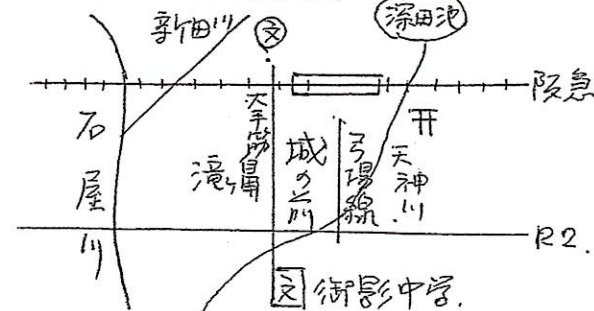 新田川
文
深田池
阪急
石屋川
大手筋
滝ヶ鼻
城の前
弓場線
天神川
R2.
文 御影中学.